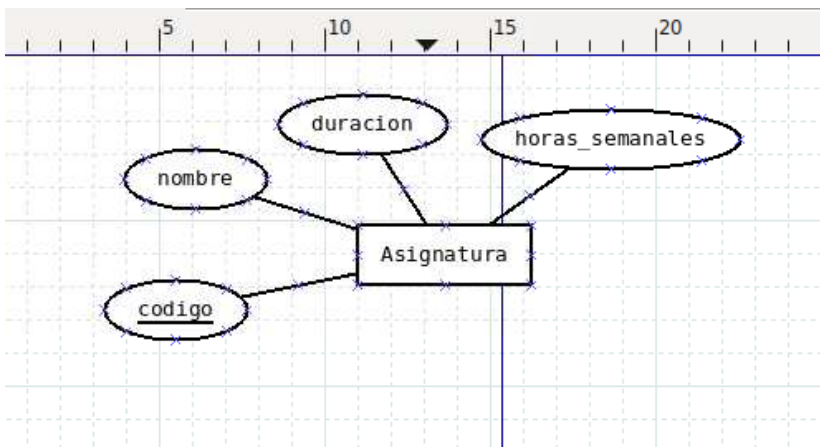 5 10 15 20
duracion
horas_semanales
nombre
Asignatura
codigo